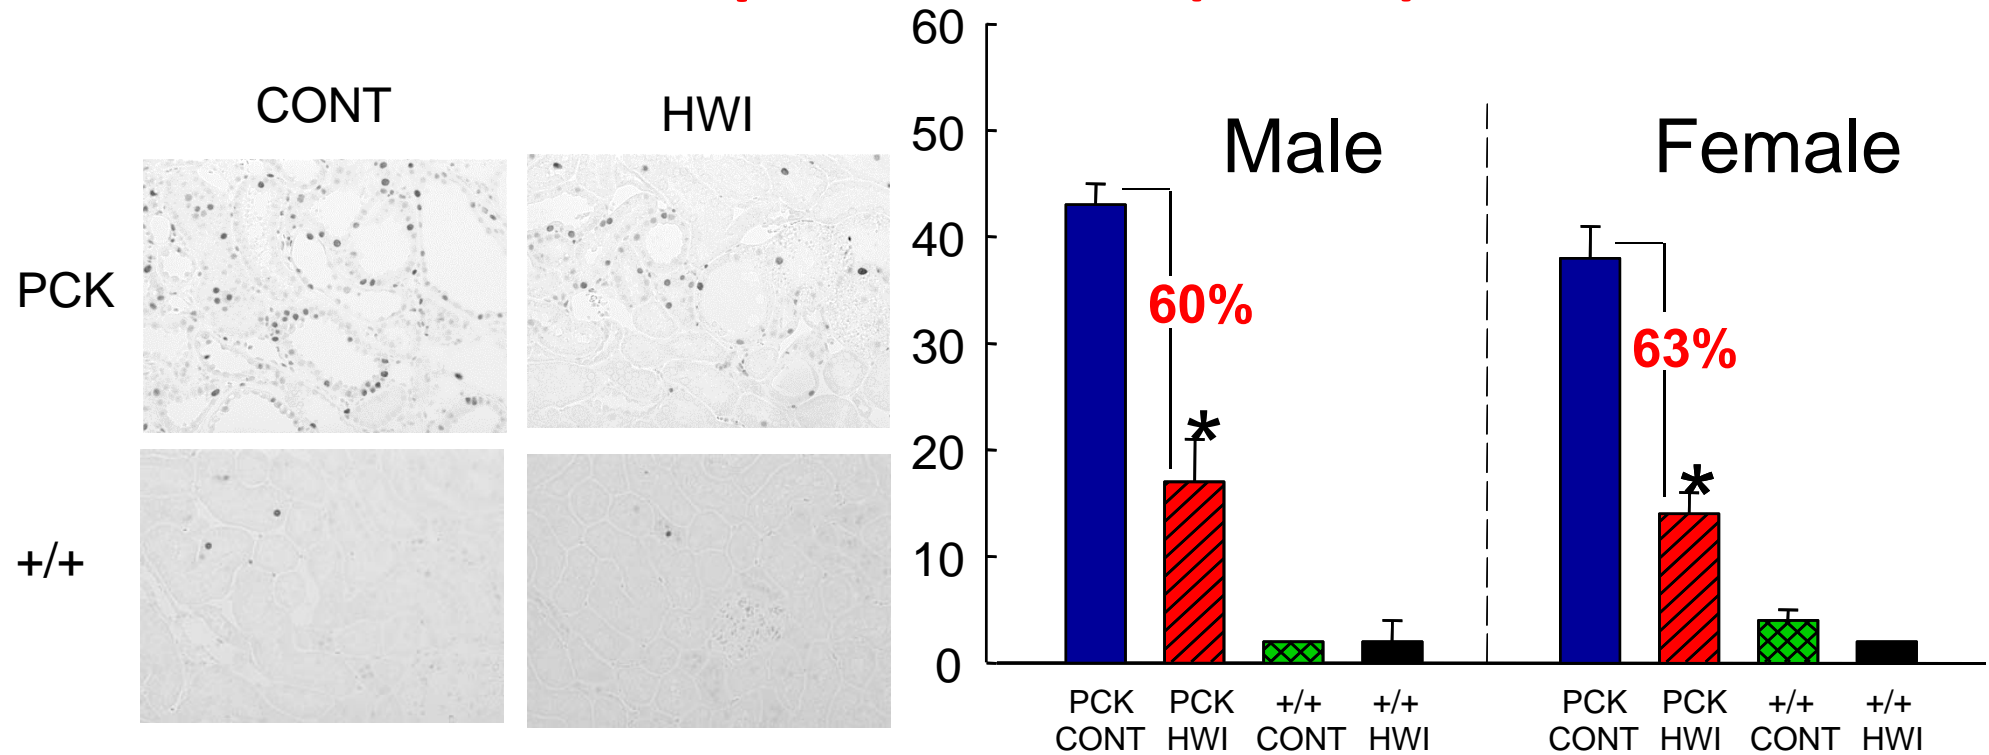 CONT
HWI
PCK
+/+
60
50
40
30
20
10
0
Male
Female
60%
63%
*
*
PCK CONT
PCK HWI
+/+ CONT
+/+ HWI
PCK CONT
PCK HWI
+/+ CONT
+/+ HWI